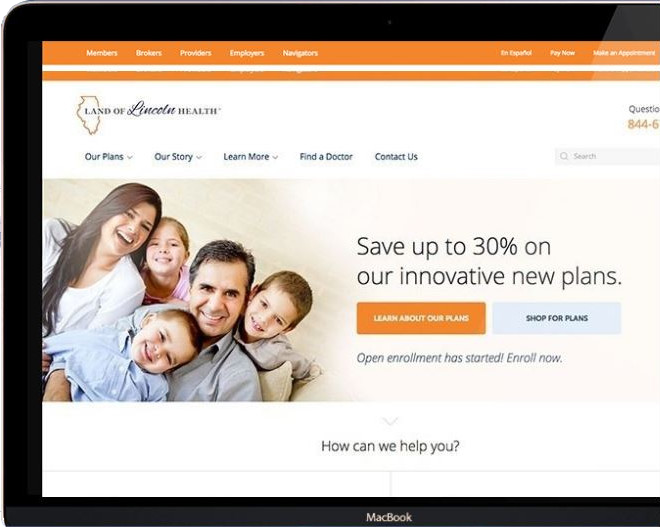 Members Brokers Providers Employers Navigators En Español Pay Now Make an Appointment
LAND OF Lincoln HEALTH
Questio
844-6
Our Plans Our Story Learn More Find a Doctor Contact Us Search
Save up to 30% on
our innovative new plans.
LEARN ABOUT OUR PLANS SHOP FOR PLANS
Open enrollment has started! Enroll now.
How can we help you?
MacBook